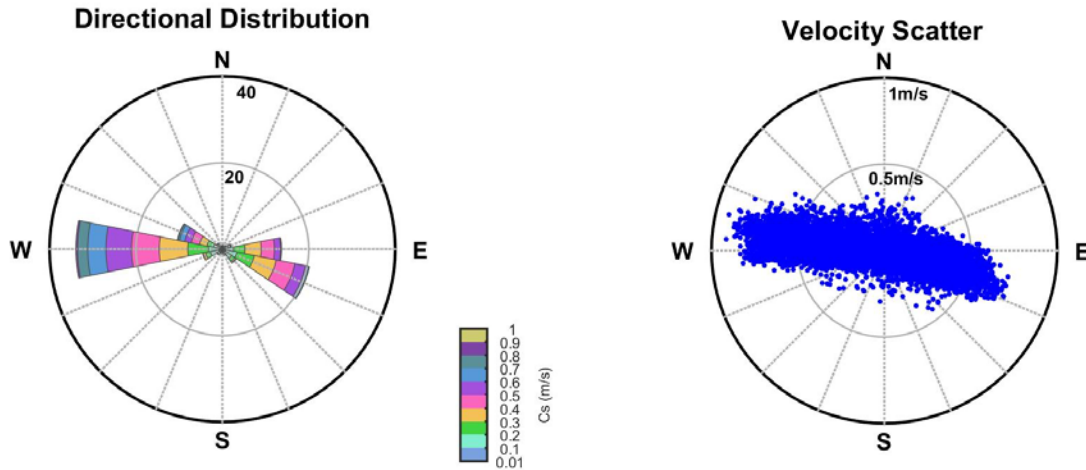 Directional Distribution
N
40
20
W
E
S
1
0.9
0.8
0.7
0.6
0.5
0.4
0.3
0.2
0.1
0.01
Cs (m/s)
Velocity Scatter
N
1m/s
0.5m/s
W
E
S